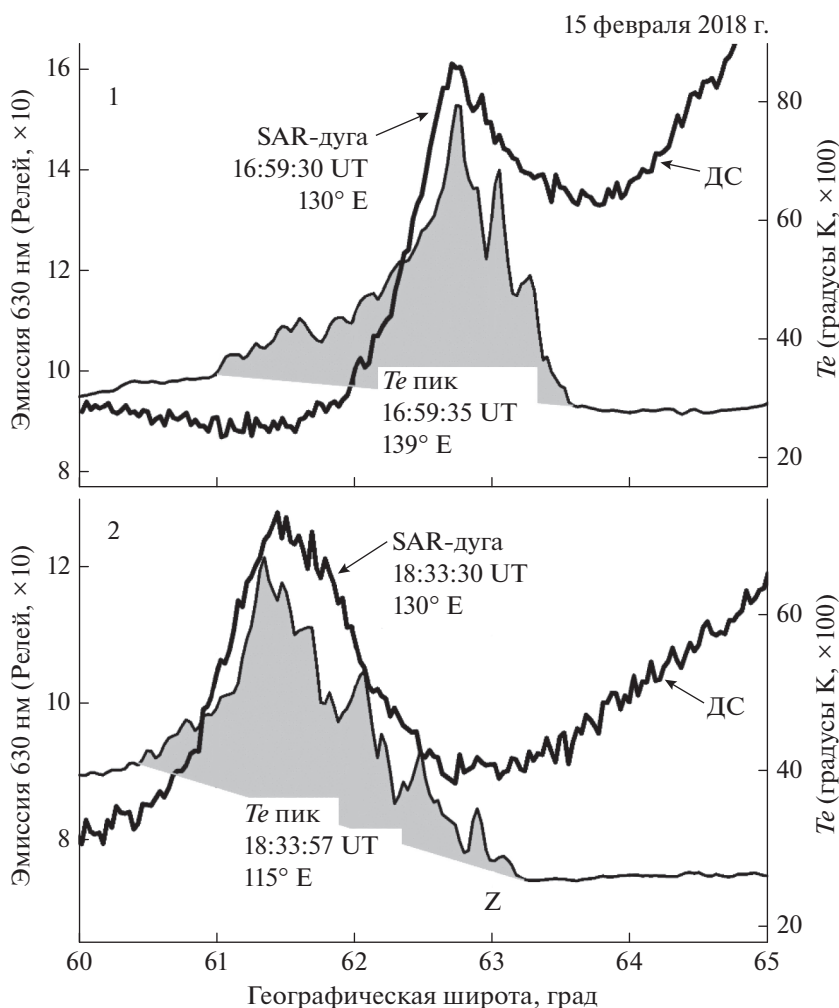 15 февраля 2018 г.
16
14
12
10
8
Эмиссия 630 нм (Релей, ×10)
1
SAR-дуга
16:59:30 UT
130° E
ДС
Te пик
16:59:35 UT
139° E
80
60
40
20
Te (градусы K, ×100)
12
10
8
Эмиссия 630 нм (Релей, ×10)
2
SAR-дуга
18:33:30 UT
130° E
ДС
Te пик
18:33:57 UT
115° E
Z
60
40
20
Te (градусы K, ×100)
60 61 62 63 64 65
Географическая широта, град